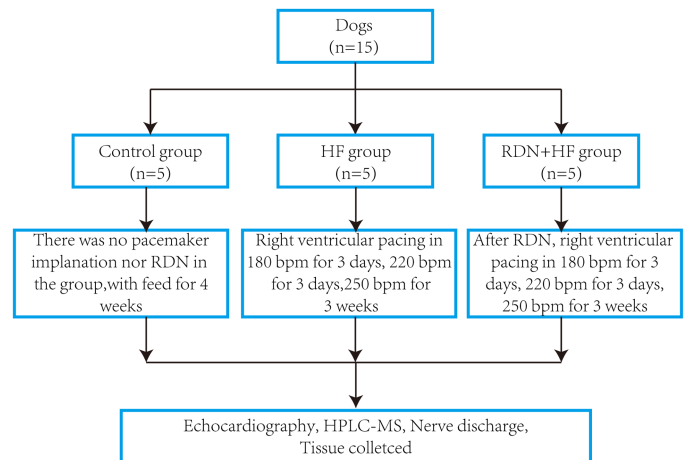 Dogs
(n=15)
Control group
(n=5)
HF group
(n=5)
RDN+HF group
(n=5)
There was no pacemaker
implanation nor RDN in
the group,with feed for 4
weeks
Right ventricular pacing in
180 bpm for 3 days, 220 bpm
for 3 days,250 bpm for
3 weeks
After RDN, right ventricular
pacing in 180 bpm for 3
days, 220 bpm for 3 days,
250 bpm for 3 weeks
Echocardiography, HPLC-MS, Nerve discharge,
Tissue colletced